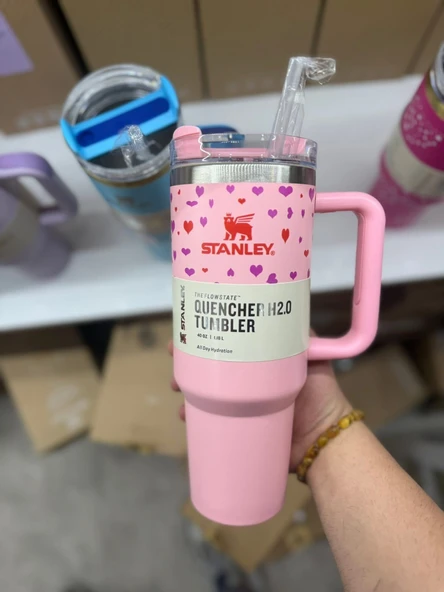 STANLEY®
STANLEY
THE FLOWSTATE™
QUENCHER H2.0
TUMBLER
40 OZ | 1.18 L
All Day Hydration